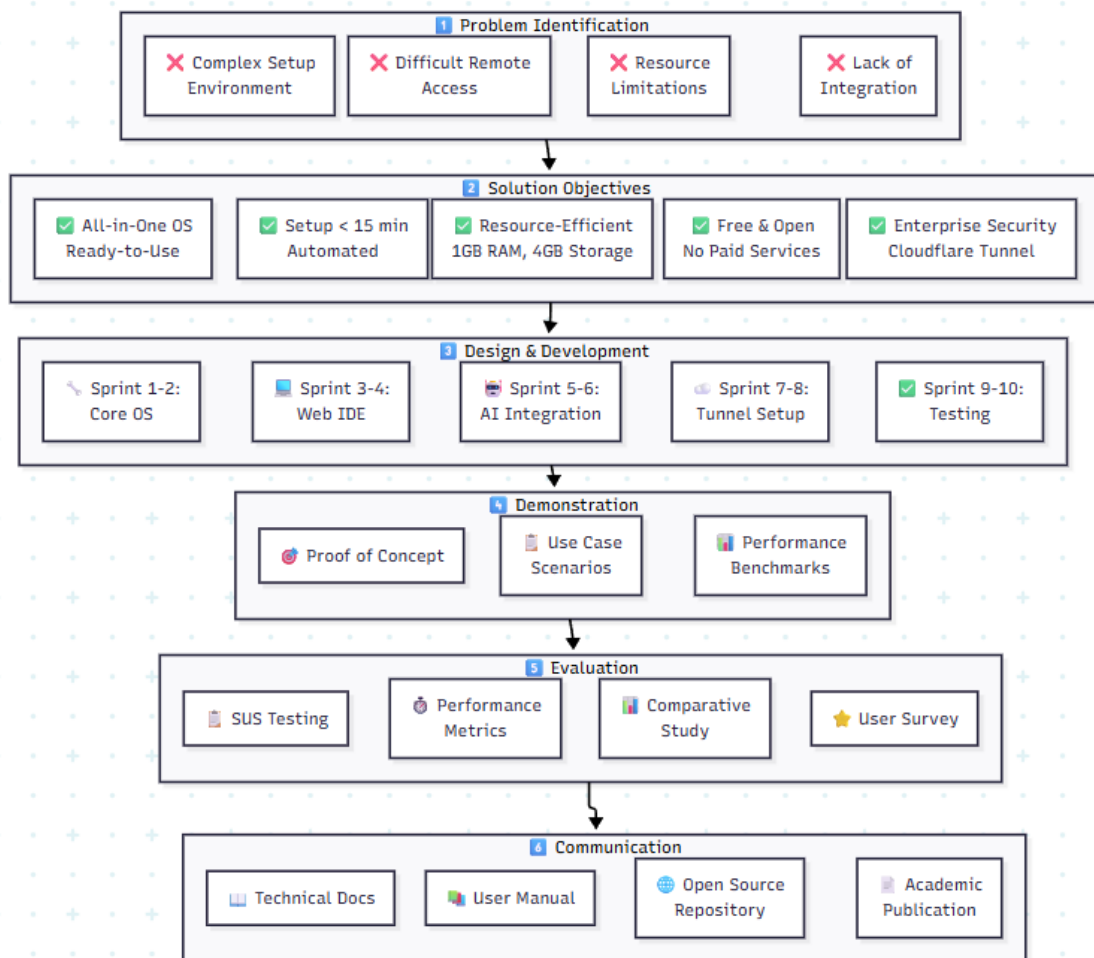 1️⃣ Problem Identification
❌ Complex Setup
Environment
❌ Difficult Remote
Access
❌ Resource
Limitations
❌ Lack of
Integration
2️⃣ Solution Objectives
✅ All-in-One OS
Ready-to-Use
✅ Setup < 15 min
Automated
✅ Resource-Efficient
1GB RAM, 4GB Storage
✅ Free & Open
No Paid Services
✅ Enterprise Security
Cloudflare Tunnel
3️⃣ Design & Development
🔧 Sprint 1-2:
Core OS
💻 Sprint 3-4:
Web IDE
🤖 Sprint 5-6:
AI Integration
☁️ Sprint 7-8:
Tunnel Setup
✅ Sprint 9-10:
Testing
4️⃣ Demonstration
🎯 Proof of Concept
📋 Use Case
Scenarios
📊 Performance
Benchmarks
5️⃣ Evaluation
📋 SUS Testing
⏱️ Performance
Metrics
📊 Comparative
Study
⭐ User Survey
6️⃣ Communication
📖 Technical Docs
📚 User Manual
🌐 Open Source
Repository
📄 Academic
Publication